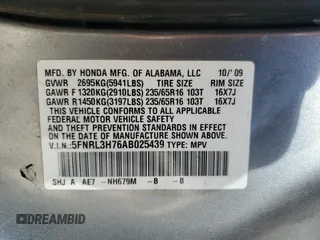 MFD. BY HONDA MFG. OF ALABAMA, LLC 10/'09
GVWR 2695KG(5941LBS) TIRE SIZE RIM SIZE
GAWR F 1320KG(2910LBS) 235/65R16 103T 16X7J
GAWR R 1450KG(3197LBS) 235/65R16 103T 16X7J
THIS VEHICLE CONFORMS TO ALL APPLICABLE
FEDERAL MOTOR VEHICLE SAFETY AND THEFT
PREVENTION STANDARDS IN EFFECT ON THE
DATE OF MANUFACTURE SHOWN ABOVE.
V.I.N.:5FNRL3H76AB025439 TYPE: MPV
SHJ A AE7 -NH679M -B -B
DREAMBID